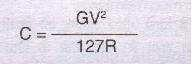 C = GV²
127R